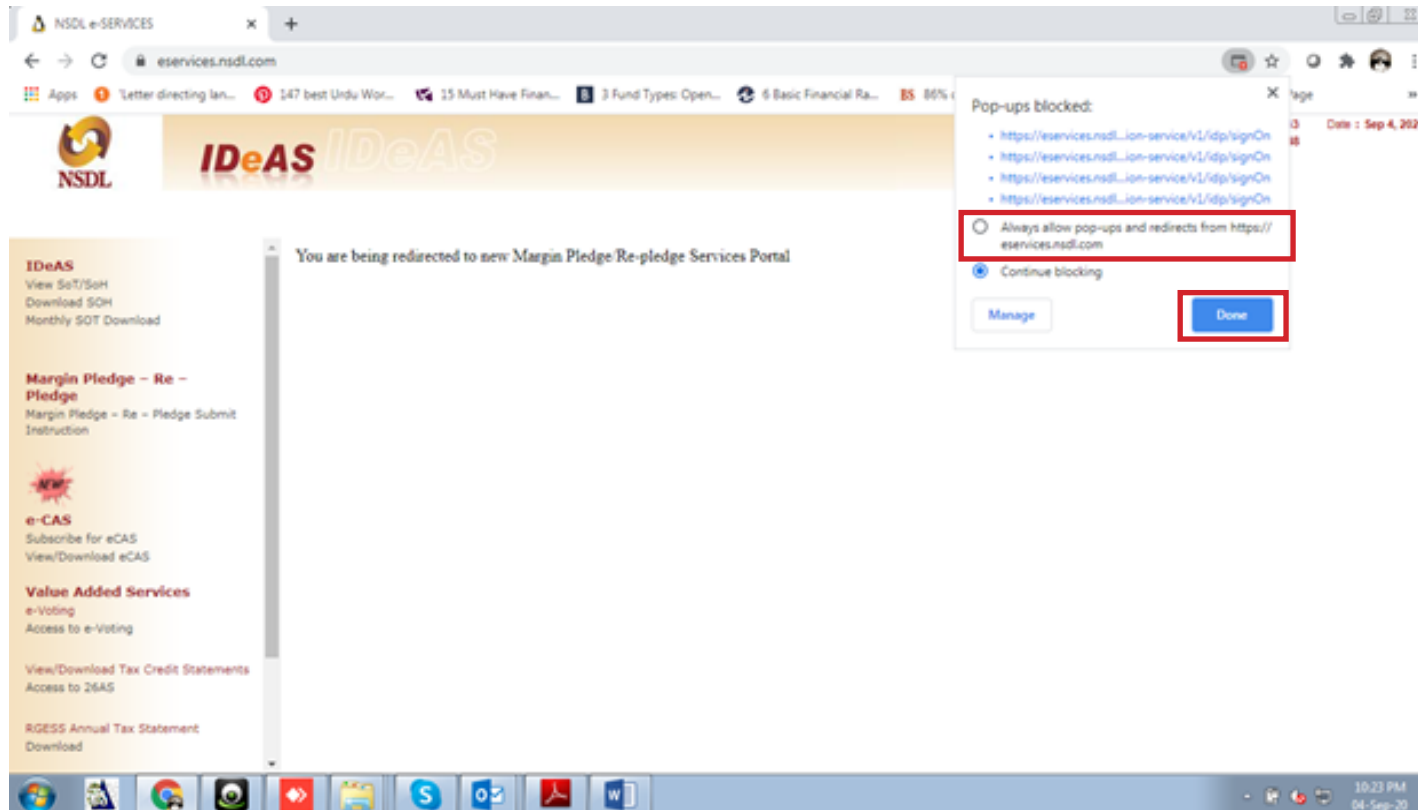 NSDL e-SERVICES
eservices.nsdl.com
Apps
'Letter directing lan...
147 best Urdu Wor...
15 Must Have Finan...
3 Fund Types: Open...
6 Basic Financial Ra...
BS 86%
Page
NSDL
IDeAS IDeAS
Date : Sep 4, 202
Pop-ups blocked:
• https://eservices.nsdl...ion-service/v1/idp/signOn
• https://eservices.nsdl...ion-service/v1/idp/signOn
• https://eservices.nsdl...ion-service/v1/idp/signOn
• https://eservices.nsdl...ion-service/v1/idp/signOn
Always allow pop-ups and redirects from https://
eservices.nsdl.com
Continue blocking
Manage
Done
You are being redirected to new Margin Pledge/Re-pledge Services Portal
IDeAS
View SoT/SoH
Download SOH
Monthly SOT Download
Margin Pledge – Re –
Pledge
Margin Pledge – Re – Pledge Submit
Instruction
NEW!
e-CAS
Subscribe for eCAS
View/Download eCAS
Value Added Services
e-Voting
Access to e-Voting
View/Download Tax Credit Statements
Access to 26AS
RGESS Annual Tax Statement
Download
10:23 PM
04-Sep-20